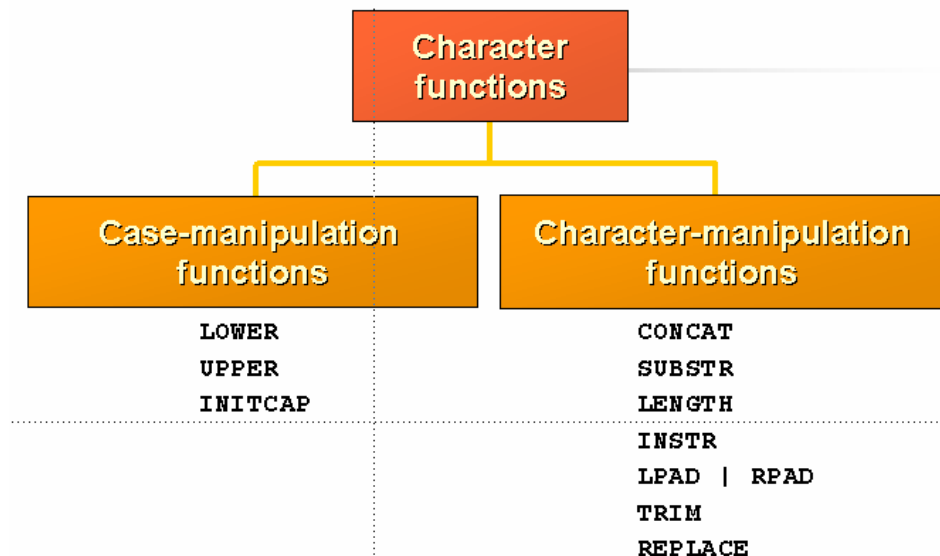 Character
functions
Case-manipulation
functions
Character-manipulation
functions
LOWER
UPPER
INITCAP
CONCAT
SUBSTR
LENGTH
INSTR
LPAD | RPAD
TRIM
REPLACE